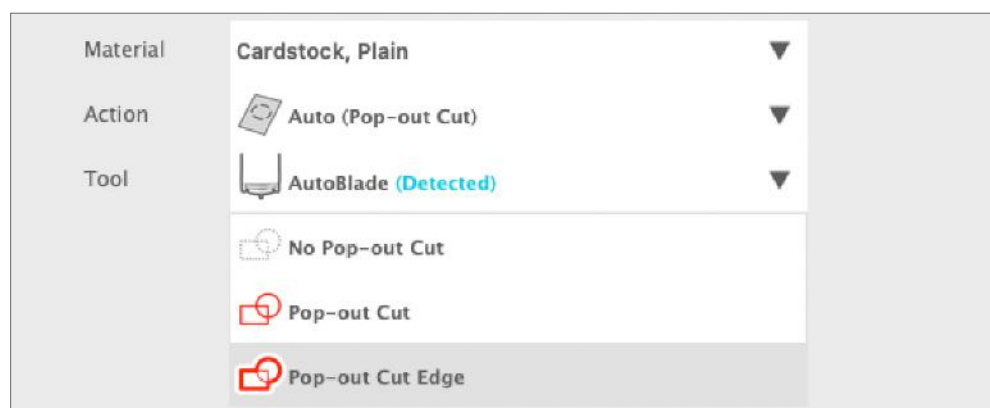 Material Cardstock, Plain
Action Auto (Pop-out Cut)
Tool AutoBlade (Detected)
No Pop-out Cut
Pop-out Cut
Pop-out Cut Edge